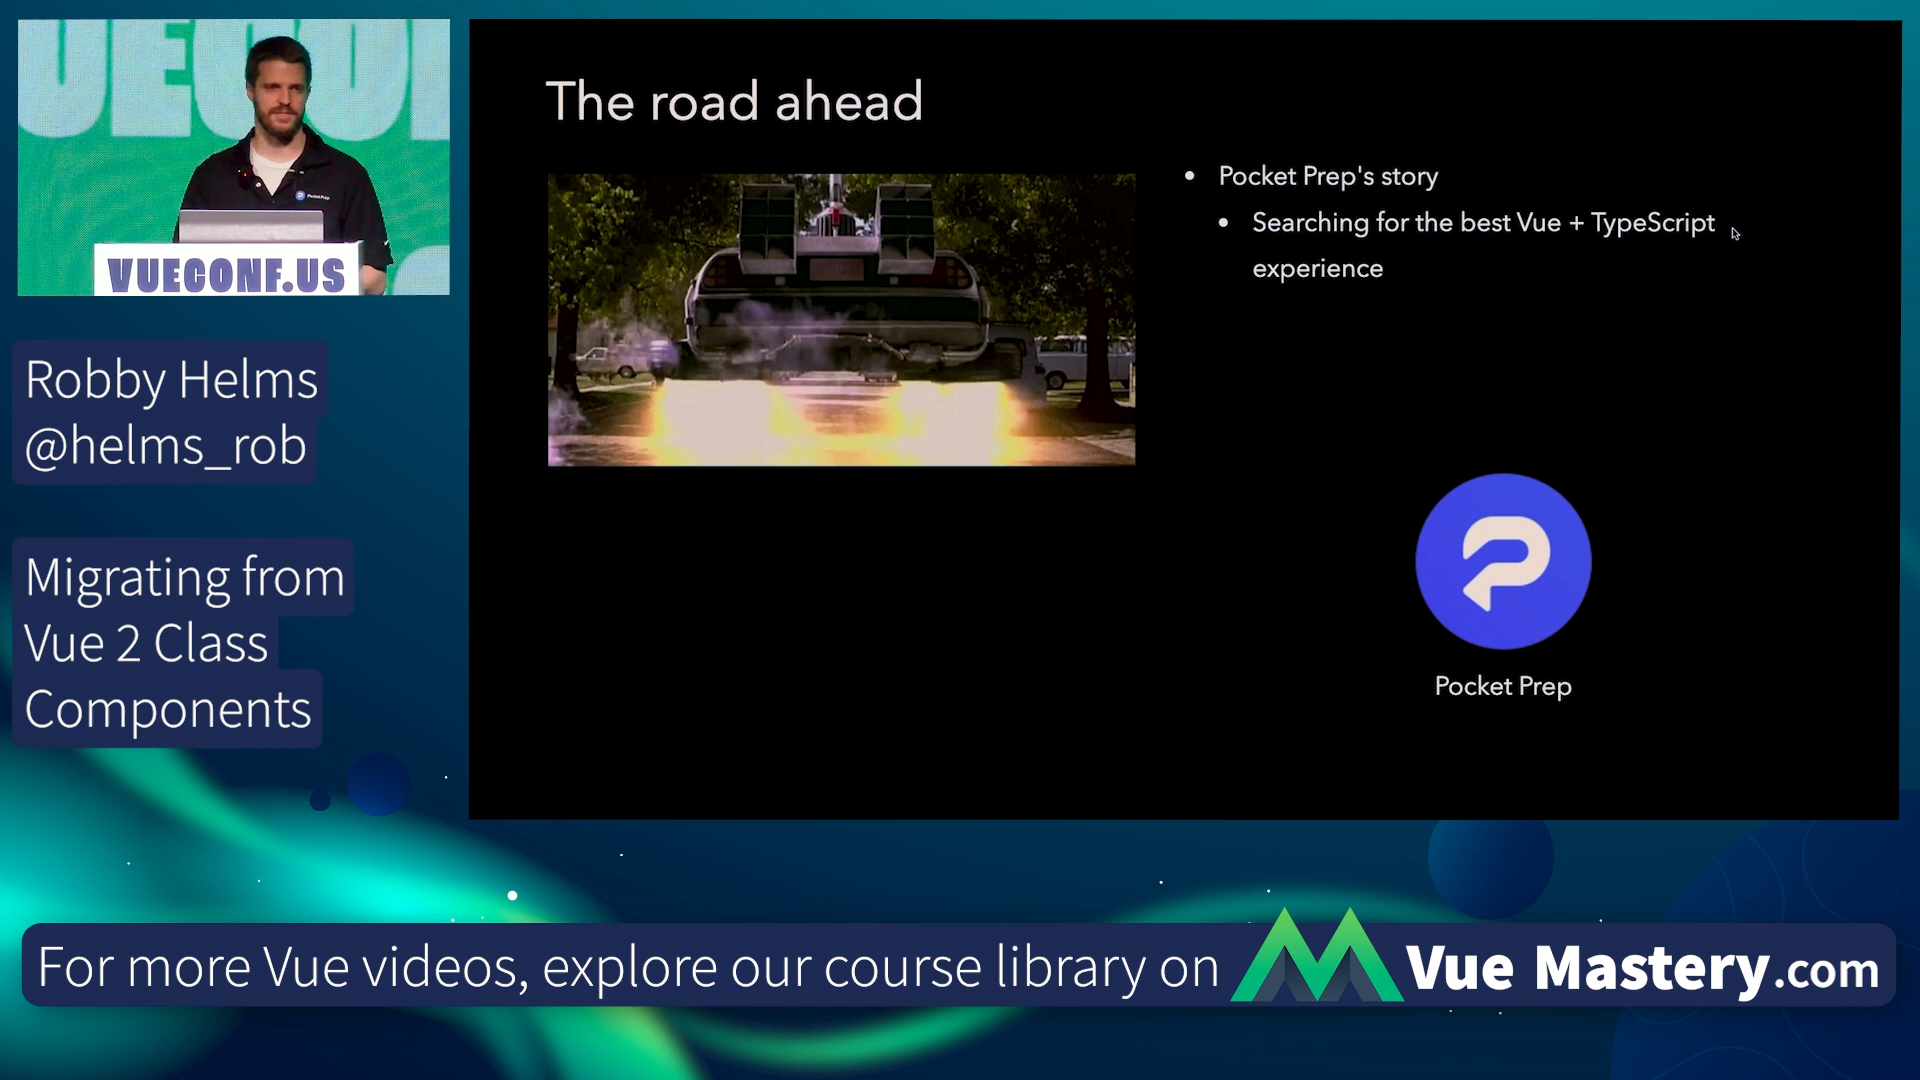 VUECONF.US
Pocket Prep
Robby Helms
@helms_rob
Migrating from
Vue 2 Class
Components
The road ahead
• Pocket Prep's story
• Searching for the best Vue + TypeScript
experience
Pocket Prep
For more Vue videos, explore our course library on Vue Mastery.com